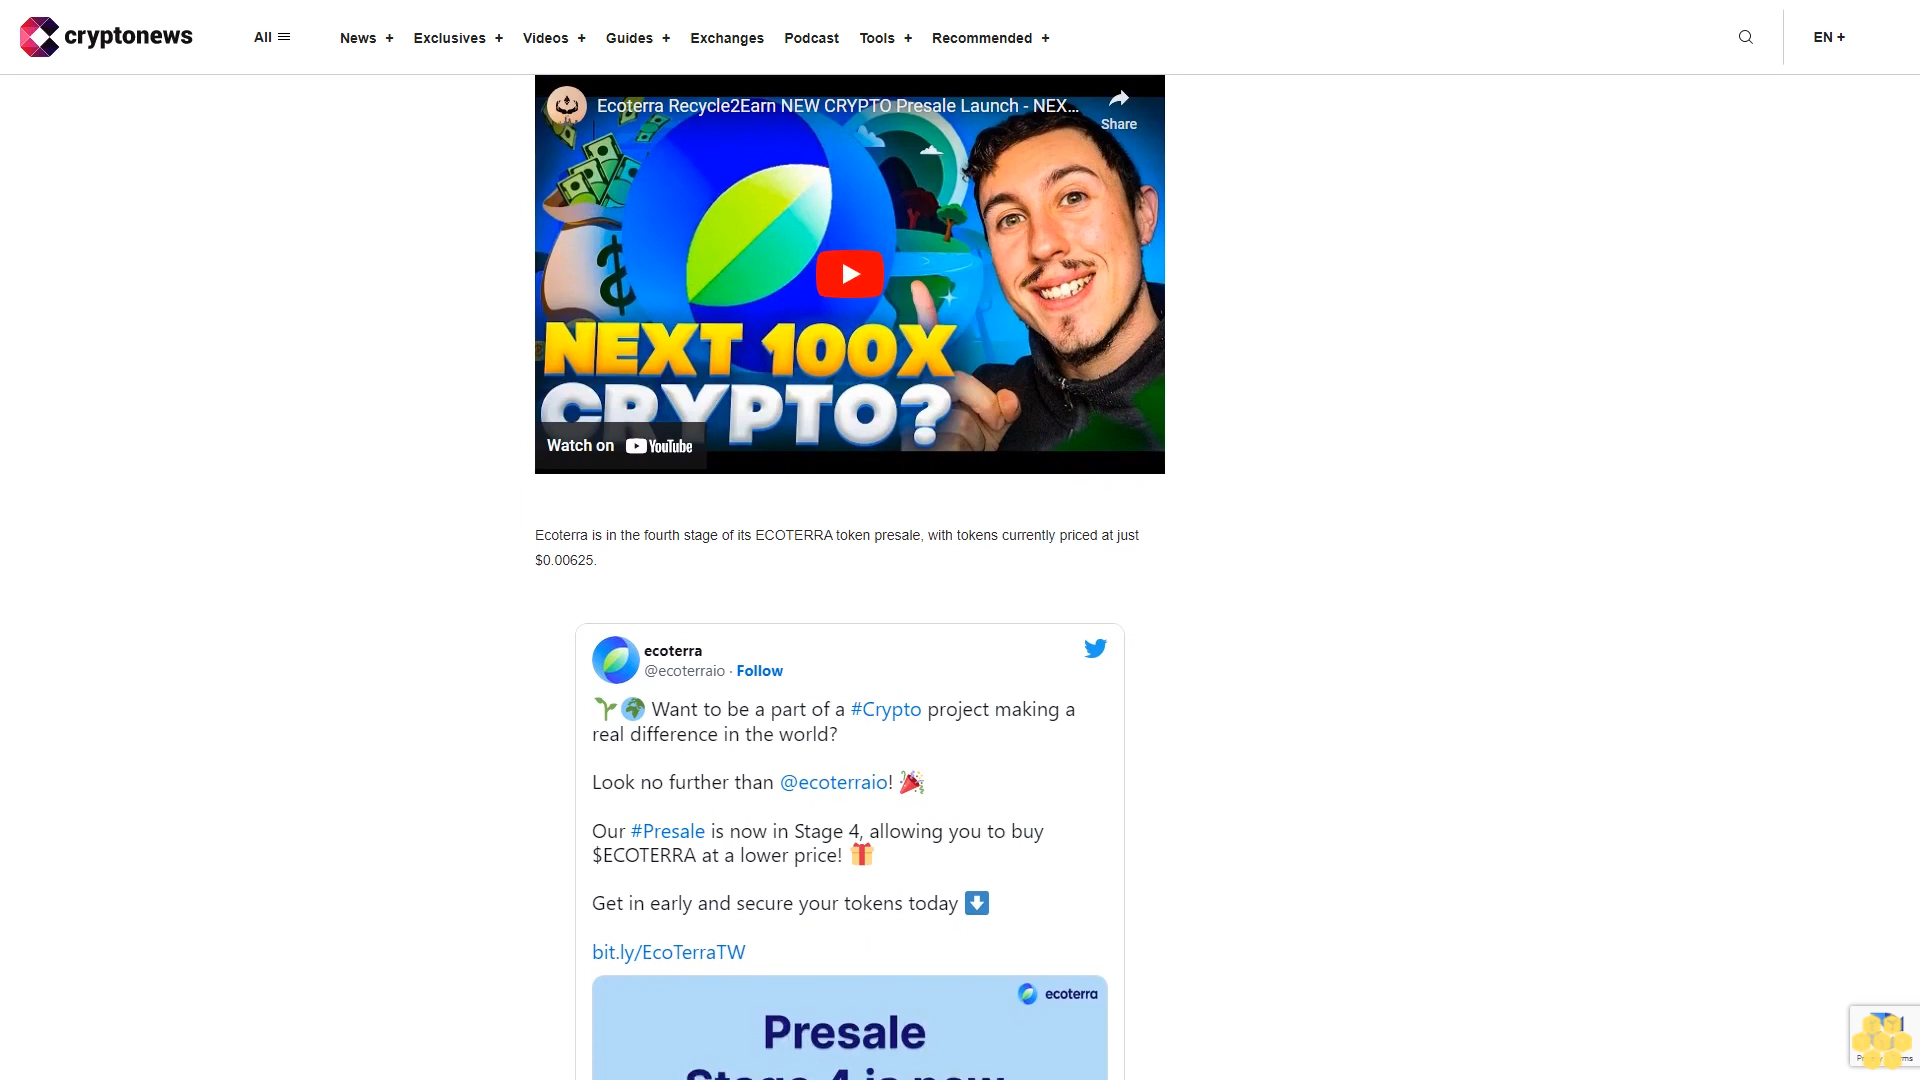 cryptonews
All
News +
Exclusives +
Videos +
Guides +
Exchanges
Podcast
Tools +
Recommended +
EN +
Ecoterra Recycle2Earn NEW CRYPTO Presale Launch - NEX...
Share
NEXT 100X
CRYPTO?
Watch on YouTube
Ecoterra is in the fourth stage of its ECOTERRA token presale, with tokens currently priced at just
$0.00625.
ecoterra
@ecoterraio · Follow
🌱🌍 Want to be a part of a #Crypto project making a
real difference in the world?
Look no further than @ecoterraio! 🎉
Our #Presale is now in Stage 4, allowing you to buy
$ECOTERRA at a lower price! 🎁
Get in early and secure your tokens today ⬇️
bit.ly/EcoTerraTW
ecoterra
Presale
Stage 4 is now